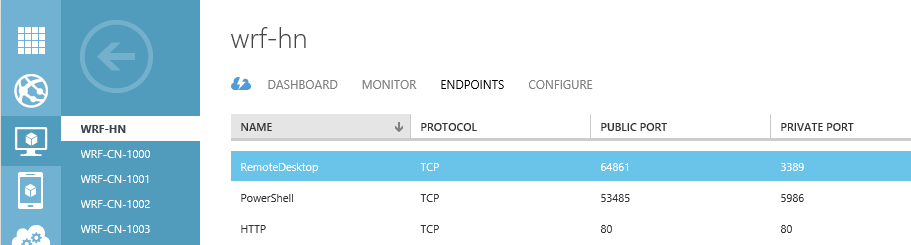 wrf-hn
DASHBOARD MONITOR ENDPOINTS CONFIGURE
WRF-HN
WRF-CN-1000
WRF-CN-1001
WRF-CN-1002
WRF-CN-1003
NAME PROTOCOL PUBLIC PORT PRIVATE PORT
RemoteDesktop TCP 64861 3389
PowerShell TCP 53485 5986
HTTP TCP 80 80